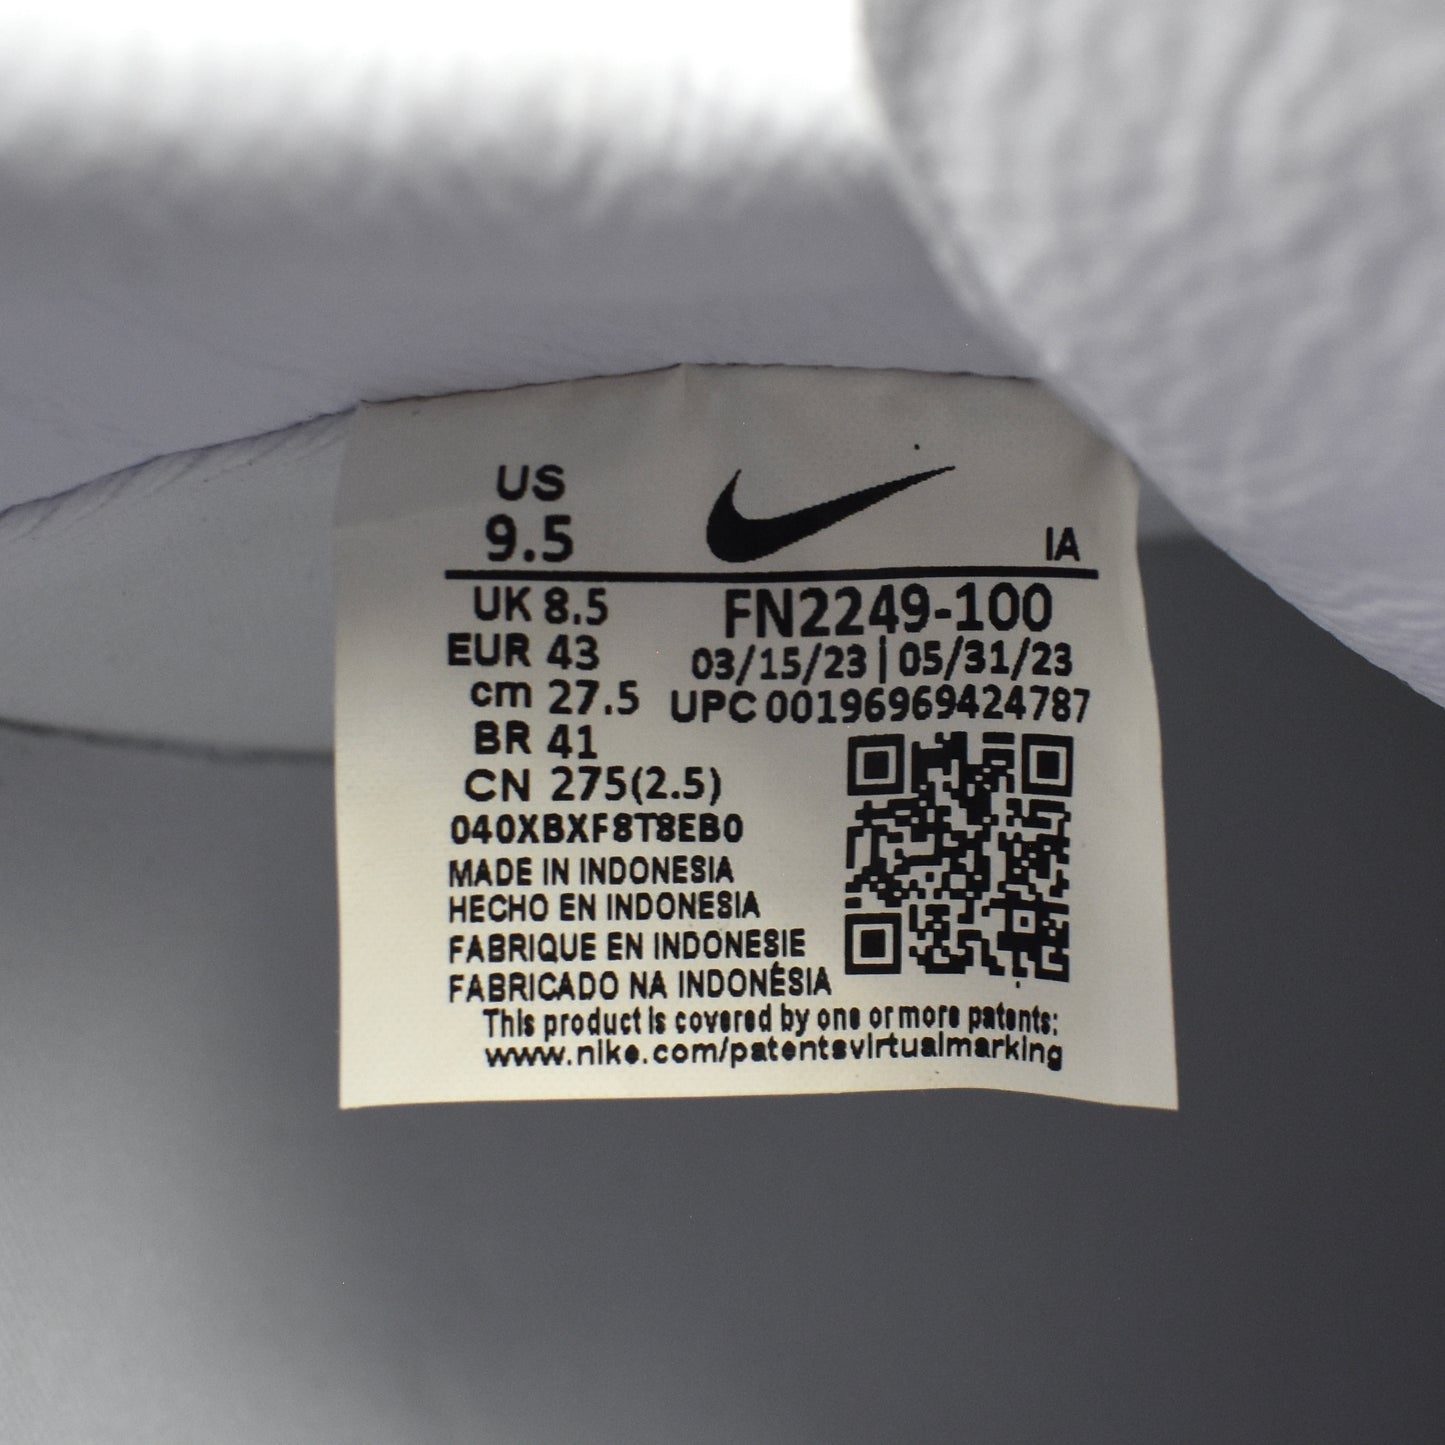 US
9.5
IA
UK 8.5
EUR 43
cm 27.5
BR 41
CN 275(2.5)
FN2249-100
03/15/23 | 05/31/23
UPC 00196969424787
040XBXF8T8EB0
MADE IN INDONESIA
HECHO EN INDONESIA
FABRIQUE EN INDONESIE
FABRICADO NA INDONÉSIA
This product is covered by one or more patents:
www.nike.com/patentsvirtualmarking